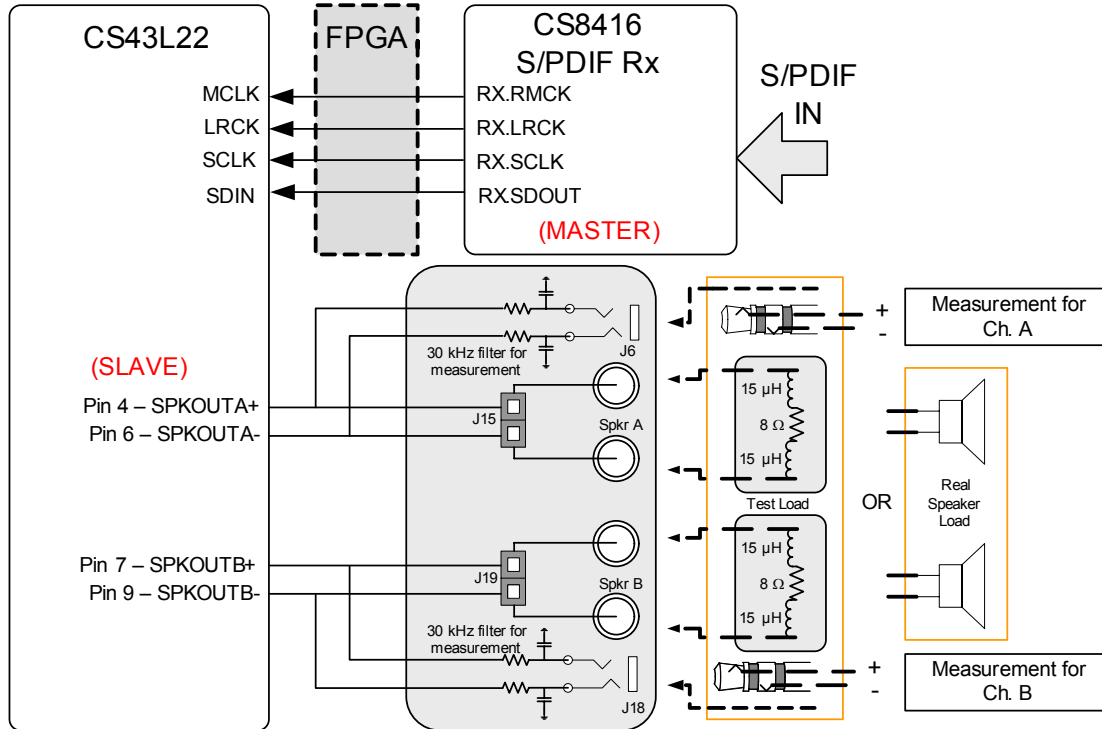 CS43L22
FPGA
CS8416
S/PDIF Rx
S/PDIF
IN
MCLK
LRCK
SCLK
SDIN
RX.RMCK
RX.LRCK
RX.SCLK
RX.SDOUT
(MASTER)
(SLAVE)
Pin 4 – SPKOUTA+
Pin 6 – SPKOUTA-
Pin 7 – SPKOUTB+
Pin 9 – SPKOUTB-
30 kHz filter for
measurement
J6
J15
Spkr A
J19
Spkr B
30 kHz filter for
measurement
J18
+
-
Measurement for
Ch. A
15 µH
8 Ω
15 µH
Test Load
15 µH
8 Ω
15 µH
OR
Real
Speaker
Load
+
-
Measurement for
Ch. B